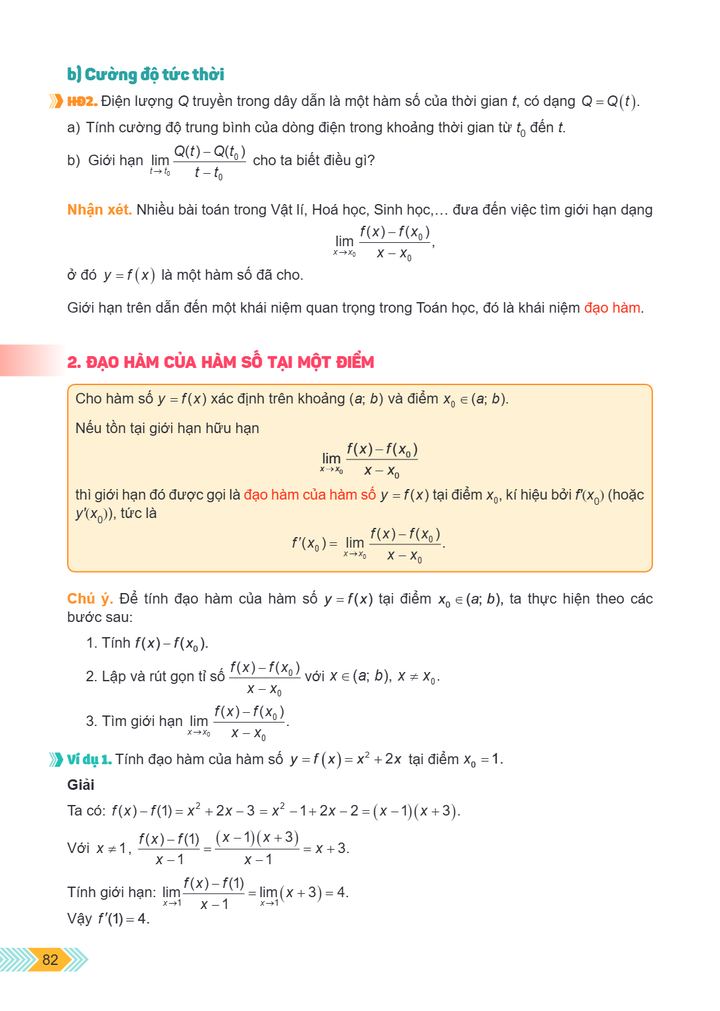 b) Cường độ tức thời
HĐ2. Điện lượng Q truyền trong dây dẫn là một hàm số của thời gian t, có dạng Q = Q(t).
a) Tính cường độ trung bình của dòng điện trong khoảng thời gian từ t₀ đến t.
b) Giới hạn lim_{t→t₀} (Q(t) − Q(t₀))/(t − t₀) cho ta biết điều gì?
Nhận xét. Nhiều bài toán trong Vật lí, Hoá học, Sinh học,… đưa đến việc tìm giới hạn dạng
lim_{x→x₀} (f(x) − f(x₀))/(x − x₀),
ở đó y = f(x) là một hàm số đã cho.
Giới hạn trên dẫn đến một khái niệm quan trọng trong Toán học, đó là khái niệm đạo hàm.
2. ĐẠO HÀM CỦA HÀM SỐ TẠI MỘT ĐIỂM
Cho hàm số y = f(x) xác định trên khoảng (a; b) và điểm x₀ ∈ (a; b).
Nếu tồn tại giới hạn hữu hạn
lim_{x→x₀} (f(x) − f(x₀))/(x − x₀)
thì giới hạn đó được gọi là đạo hàm của hàm số y = f(x) tại điểm x₀, kí hiệu bởi f′(x₀) (hoặc
y′(x₀)), tức là
f′(x₀) = lim_{x→x₀} (f(x) − f(x₀))/(x − x₀).
Chú ý. Để tính đạo hàm của hàm số y = f(x) tại điểm x₀ ∈ (a; b), ta thực hiện theo các
bước sau:
1. Tính f(x) − f(x₀).
2. Lập và rút gọn tỉ số (f(x) − f(x₀))/(x − x₀) với x ∈ (a; b), x ≠ x₀.
3. Tìm giới hạn lim_{x→x₀} (f(x) − f(x₀))/(x − x₀).
Ví dụ 1. Tính đạo hàm của hàm số y = f(x) = x² + 2x tại điểm x₀ = 1.
Giải
Ta có: f(x) − f(1) = x² + 2x − 3 = x² − 1 + 2x − 2 = (x − 1)(x + 3).
Với x ≠ 1, (f(x) − f(1))/(x − 1) = ((x − 1)(x + 3))/(x − 1) = x + 3.
Tính giới hạn: lim_{x→1} (f(x) − f(1))/(x − 1) = lim_{x→1} (x + 3) = 4.
Vậy f′(1) = 4.
82